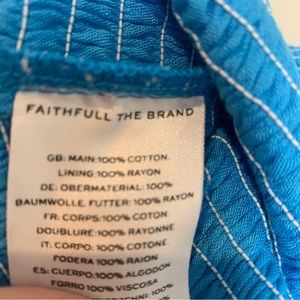 FAITHFULL THE BRAND
GB: MAIN: 100% COTTON.
LINING: 100% RAYON
DE: OBERMATERIAL: 100%
BAUMWOLLE, FUTTER: 100% RAYON
FR: CORPS: 100% COTON.
DOUBLURE: 100% RAYONNE
IT: CORPO: 100% COTONE
FODERA 100% RAION
ES: CUERPO: 100% ALGODON
FORRO 100% VISCOSA